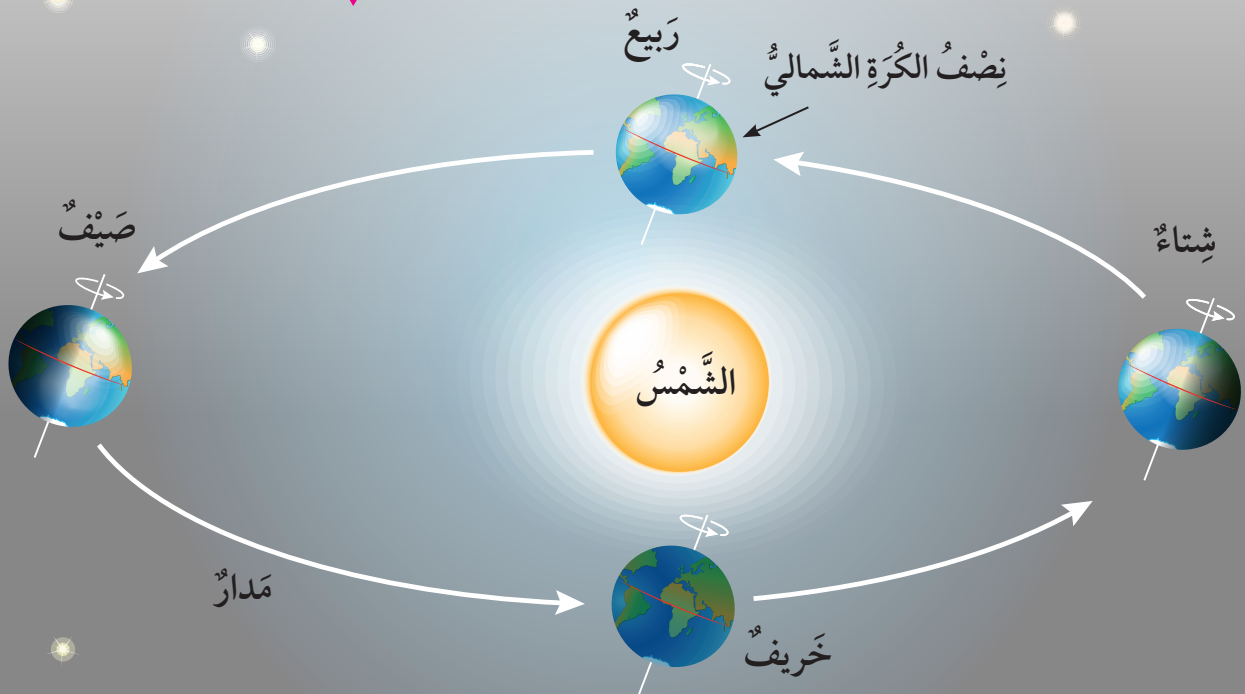 رَبيعٌ
نِصْفُ الكُرَةِ الشَّماليُّ
صَيْفٌ
شِتاءٌ
الشَّمْسُ
مَدارٌ
خَريفٌ